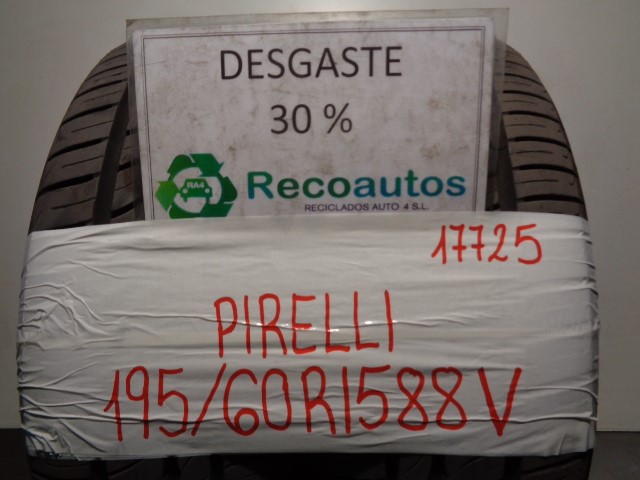 DESGASTE
30 %
RA4
Recoautos
RECICLADOS AUTO 4 S.L.
17725
PIRELLI
195/60R1588V